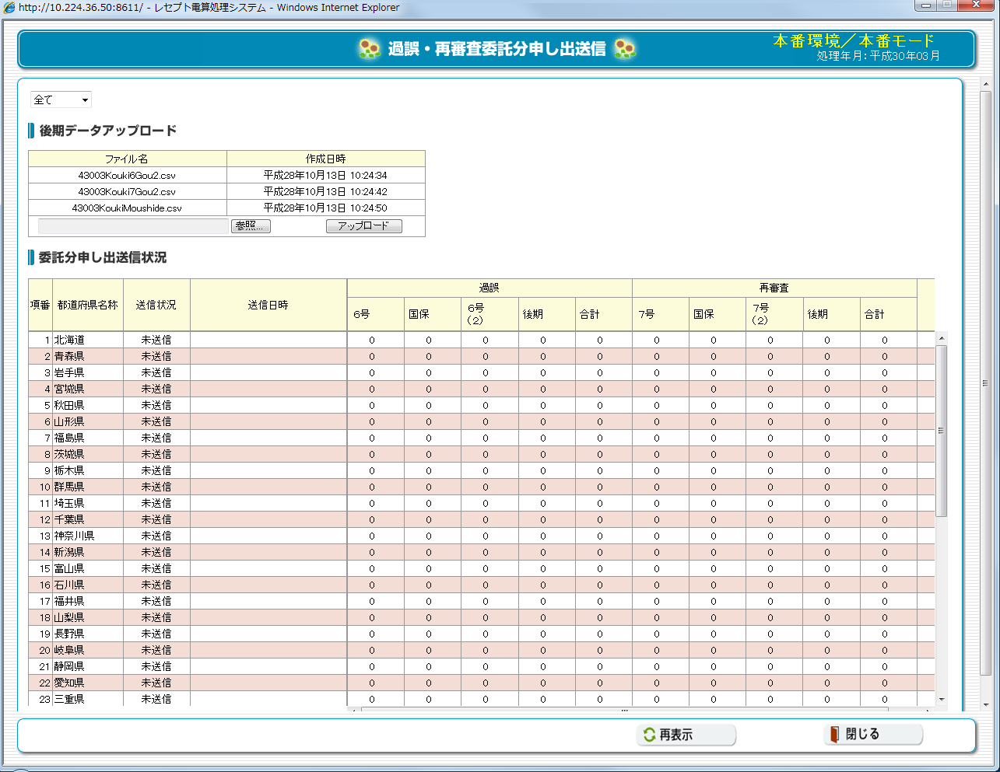 http://10.224.36.50:8611/ - レセプト電算処理システム - Windows Internet Explorer
過誤・再審査委託分申し出送信
本番環境／本番モード
処理年月：平成30年03月
全て
後期データアップロード
ファイル名 作成日時
43003Kouki6Gou2.csv 平成28年10月13日 10:24:34
43003Kouki7Gou2.csv 平成28年10月13日 10:24:42
43003KoukiMoushide.csv 平成28年10月13日 10:24:50
参照... アップロード
委託分申し出送信状況
項番 都道府県名称 送信状況 送信日時 過誤 再審査
6号 国保 6号（2） 後期 合計 7号 国保 7号（2） 後期 合計
1 北海道 未送信 0 0 0 0 0 0 0 0 0 0
2 青森県 未送信 0 0 0 0 0 0 0 0 0 0
3 岩手県 未送信 0 0 0 0 0 0 0 0 0 0
4 宮城県 未送信 0 0 0 0 0 0 0 0 0 0
5 秋田県 未送信 0 0 0 0 0 0 0 0 0 0
6 山形県 未送信 0 0 0 0 0 0 0 0 0 0
7 福島県 未送信 0 0 0 0 0 0 0 0 0 0
8 茨城県 未送信 0 0 0 0 0 0 0 0 0 0
9 栃木県 未送信 0 0 0 0 0 0 0 0 0 0
10 群馬県 未送信 0 0 0 0 0 0 0 0 0 0
11 埼玉県 未送信 0 0 0 0 0 0 0 0 0 0
12 千葉県 未送信 0 0 0 0 0 0 0 0 0 0
13 神奈川県 未送信 0 0 0 0 0 0 0 0 0 0
14 新潟県 未送信 0 0 0 0 0 0 0 0 0 0
15 富山県 未送信 0 0 0 0 0 0 0 0 0 0
16 石川県 未送信 0 0 0 0 0 0 0 0 0 0
17 福井県 未送信 0 0 0 0 0 0 0 0 0 0
18 山梨県 未送信 0 0 0 0 0 0 0 0 0 0
19 長野県 未送信 0 0 0 0 0 0 0 0 0 0
20 岐阜県 未送信 0 0 0 0 0 0 0 0 0 0
21 静岡県 未送信 0 0 0 0 0 0 0 0 0 0
22 愛知県 未送信 0 0 0 0 0 0 0 0 0 0
23 三重県 未送信 0 0 0 0 0 0 0 0 0 0
再表示 閉じる